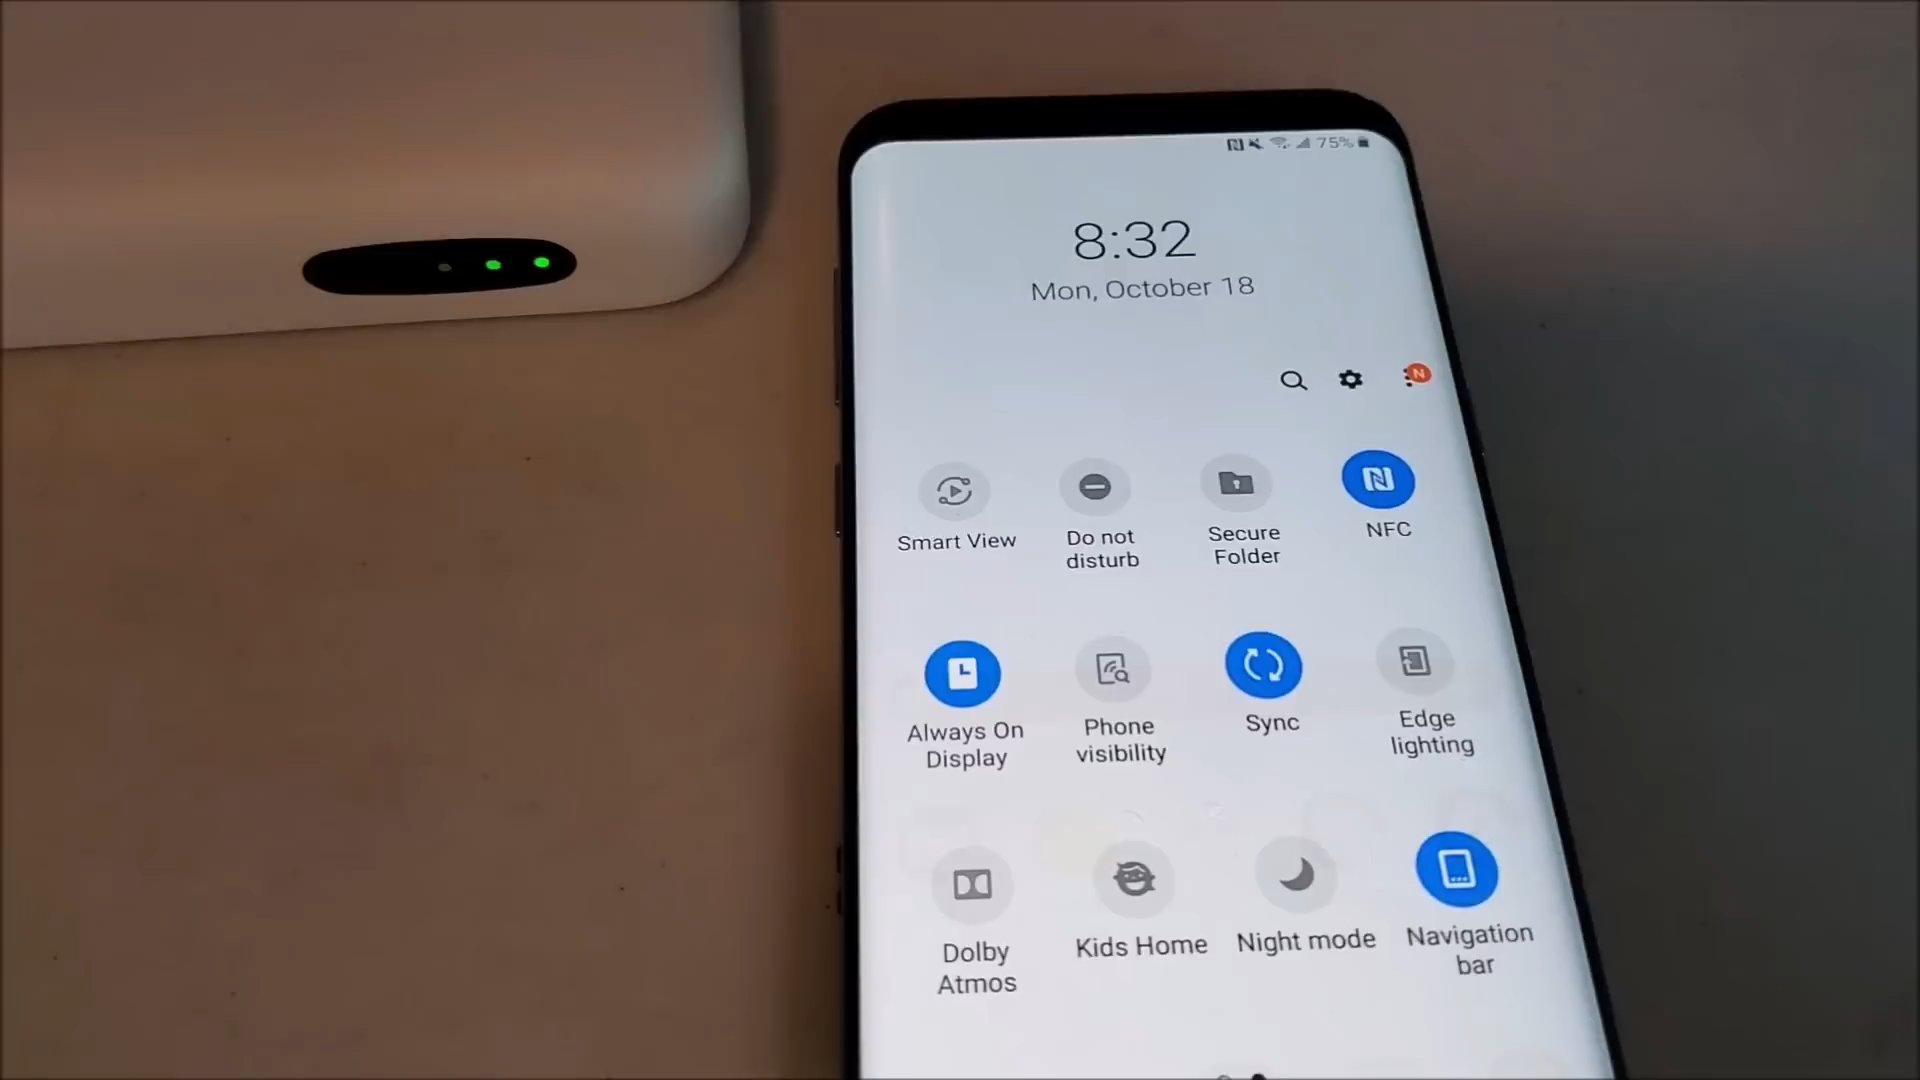 75%
8:32
Mon, October 18
N
Smart View
Do not
disturb
Secure
Folder
NFC
Always On
Display
Phone
visibility
Sync
Edge
lighting
Dolby
Atmos
Kids Home
Night mode
Navigation
bar